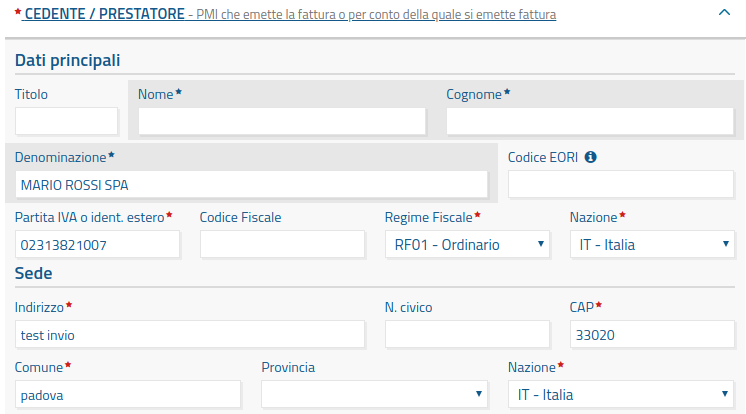 * CEDENTE / PRESTATORE - PMI che emette la fattura o per conto della quale si emette fattura
Dati principali
Titolo Nome* Cognome*
Denominazione* Codice EORI
MARIO ROSSI SPA
Partita IVA o ident. estero* Codice Fiscale Regime Fiscale* Nazione*
02313821007 RF01 - Ordinario IT - Italia
Sede
Indirizzo* N. civico CAP*
test invio 33020
Comune* Provincia Nazione*
padova IT - Italia